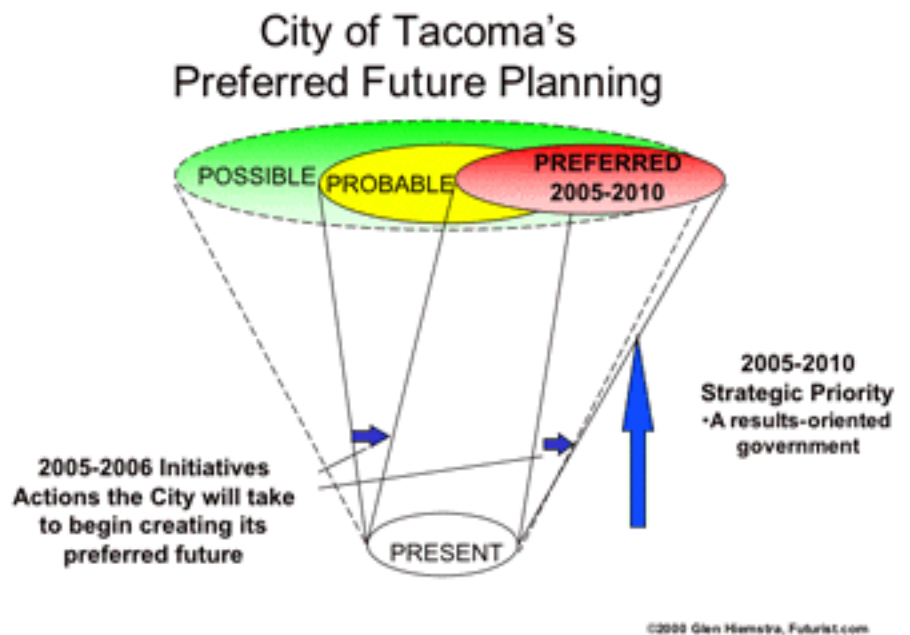 City of Tacoma's
Preferred Future Planning
POSSIBLE
PROBABLE
PREFERRED
2005-2010
2005-2010
Strategic Priority
•A results-oriented
government
2005-2006 Initiatives
Actions the City will take
to begin creating its
preferred future
PRESENT
©2000 Glen Hiemstra, Futurist.com